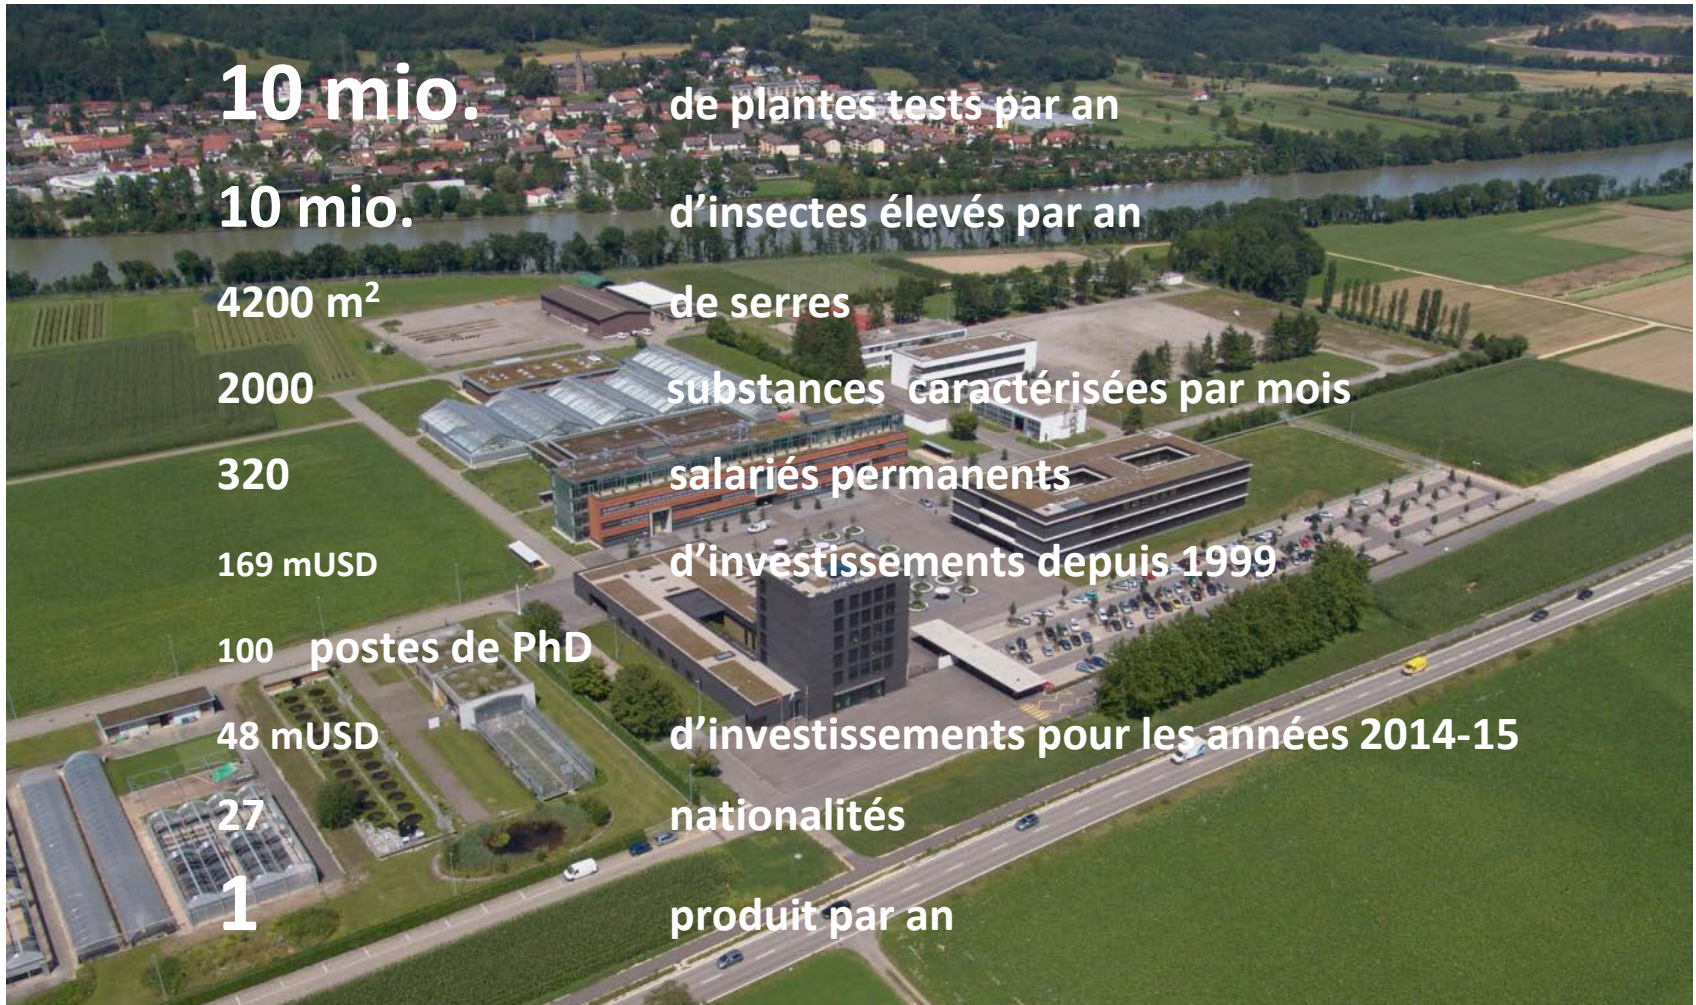 10 mio. de plantes tests par an
10 mio. d’insectes élevés par an
4200 m² de serres
2000 substances caractérisées par mois
320 salariés permanents
169 mUSD d’investissements depuis 1999
100 postes de PhD
48 mUSD d’investissements pour les années 2014-15
27 nationalités
1 produit par an